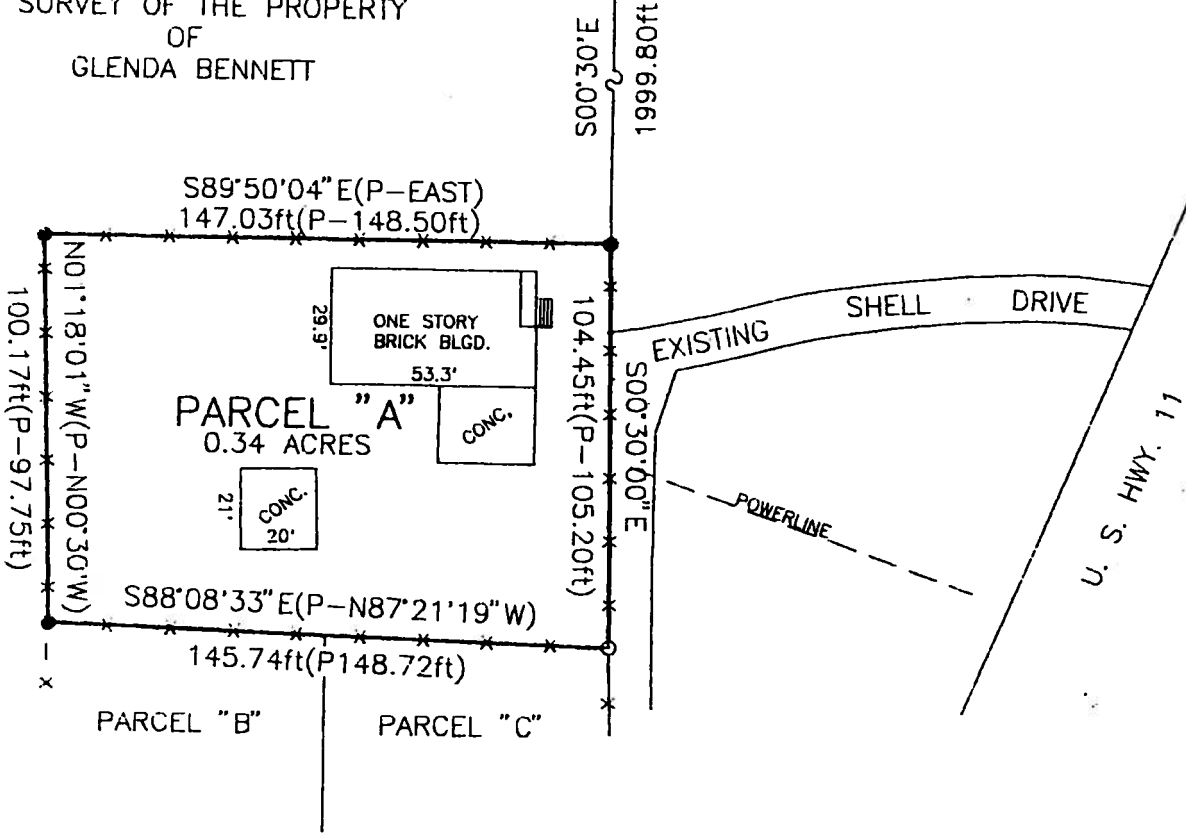 SURVEY OF THE PROPERTY
OF
GLENDA BENNETT
S00°30'E
1999.80ft
S89°50'04"E(P-EAST)
147.03ft(P-148.50ft)
N01°18'01"W(P-N00°30'W)
100.17ft(P-97.75ft)
29.9'
ONE STORY
BRICK BLGD.
53.3'
CONC.
PARCEL "A"
0.34 ACRES
21'
CONC.
20'
104.45ft(P-105.20ft)
S00°30'00"E
EXISTING SHELL DRIVE
POWERLINE
U. S. HWY. 11
S88°08'33"E(P-N87°21'19"W)
145.74ft(P148.72ft)
PARCEL "B"
PARCEL "C"